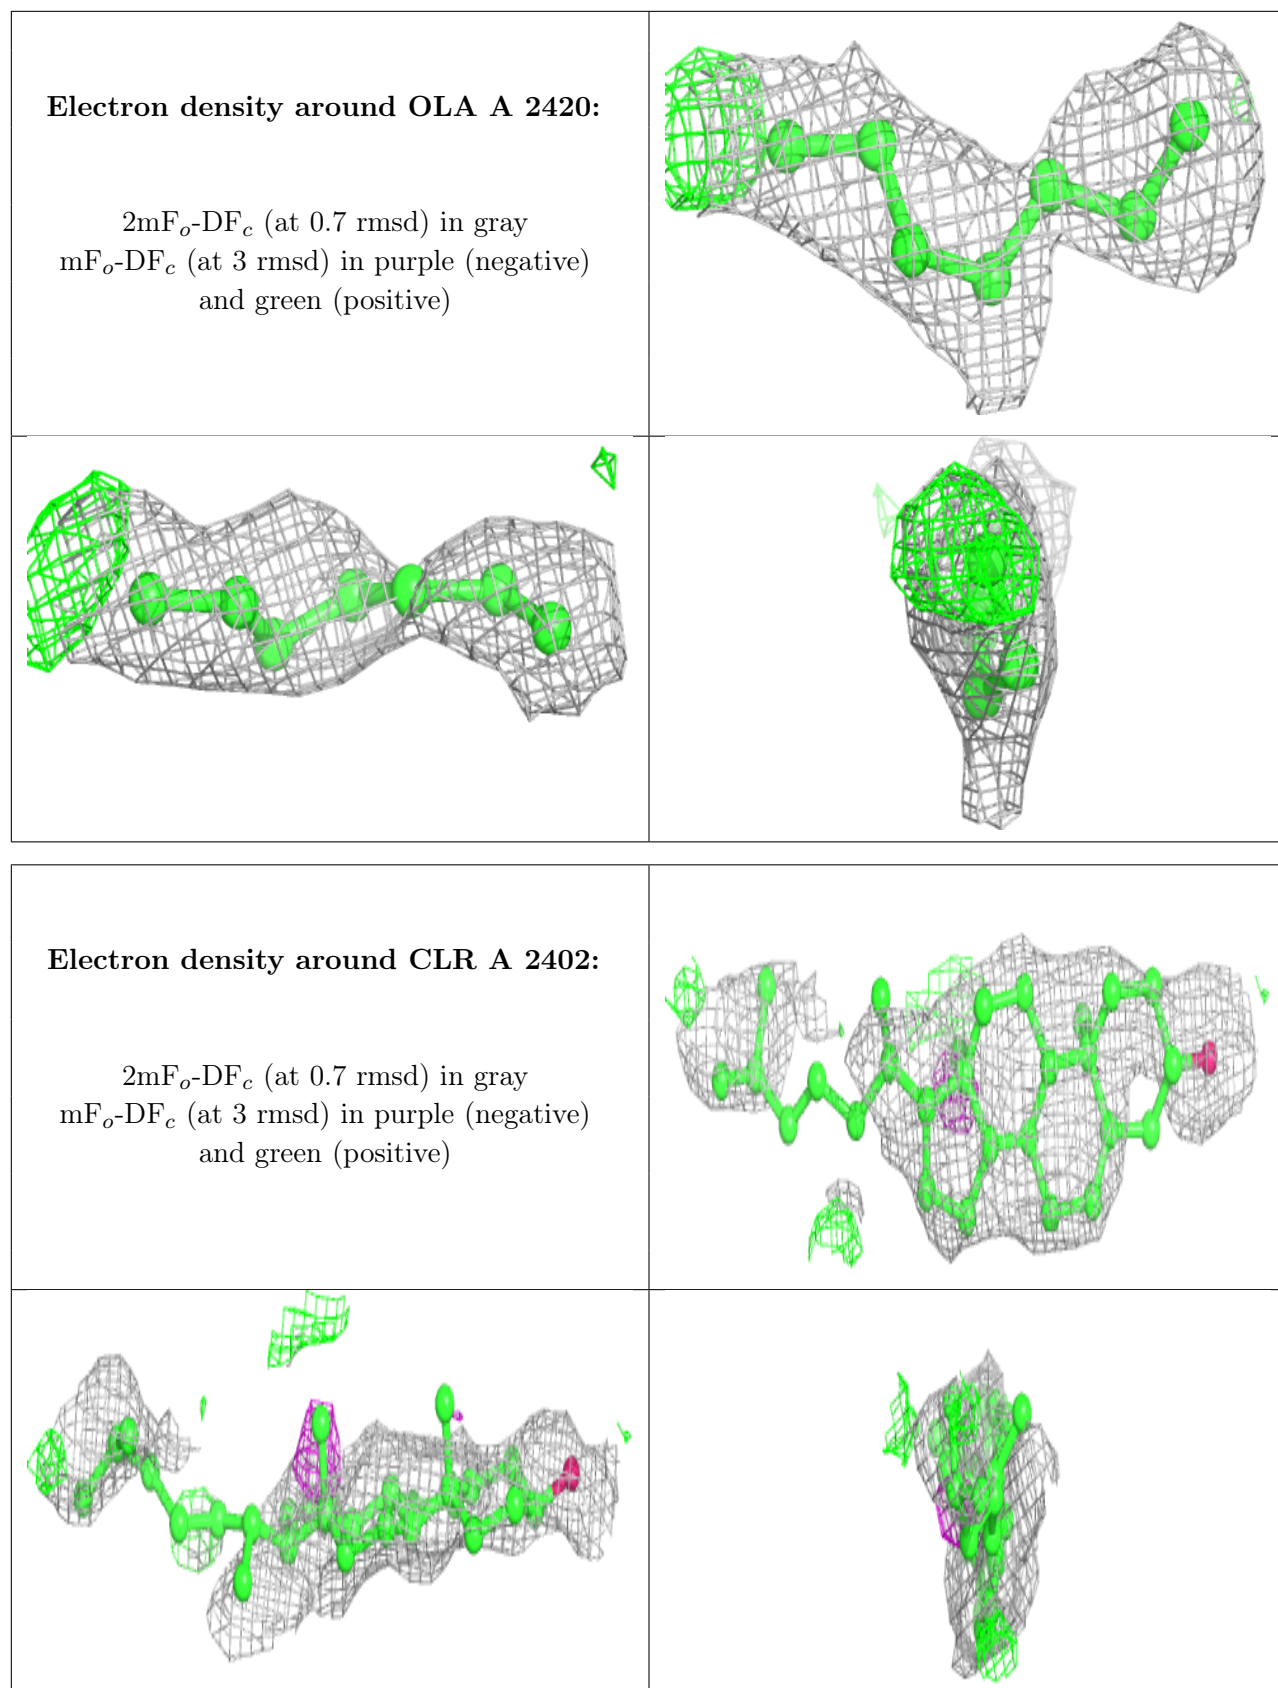 Electron density around OLA A 2420:
2mFo-DFc (at 0.7 rmsd) in gray
mFo-DFc (at 3 rmsd) in purple (negative)
and green (positive)
Electron density around CLR A 2402:
2mFo-DFc (at 0.7 rmsd) in gray
mFo-DFc (at 3 rmsd) in purple (negative)
and green (positive)